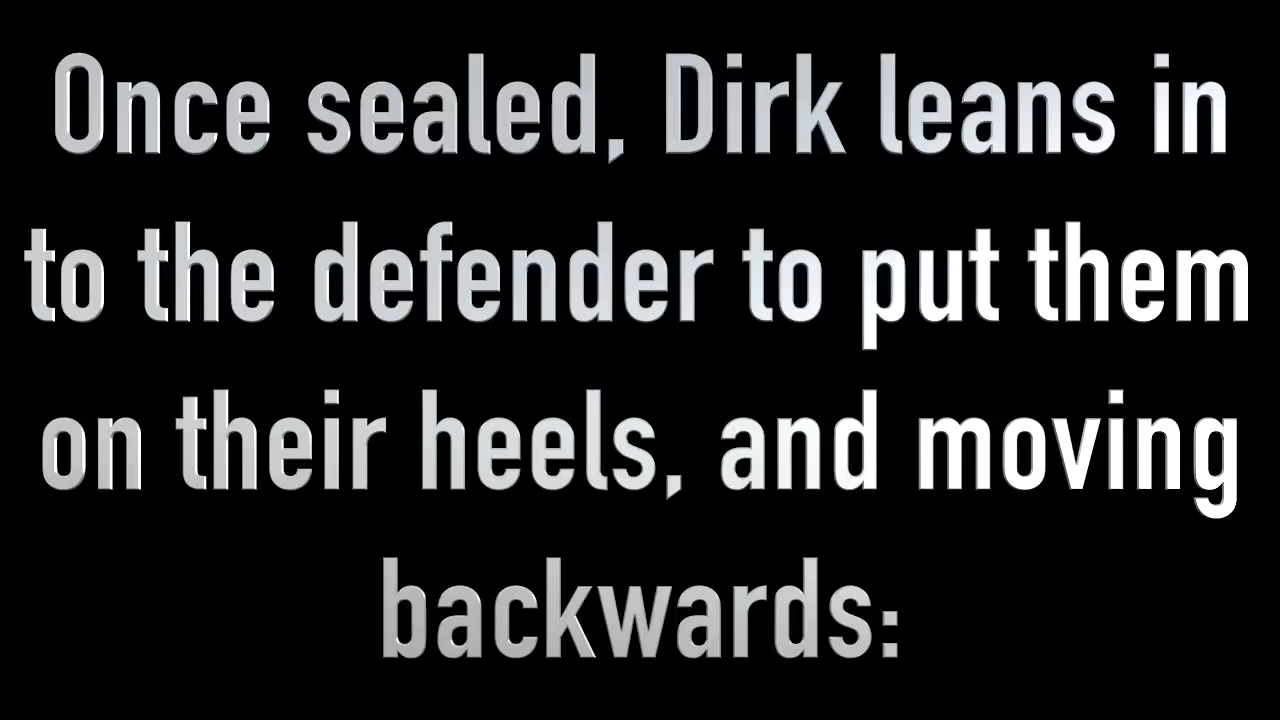 Once sealed, Dirk leans in
to the defender to put them
on their heels, and moving
backwards: